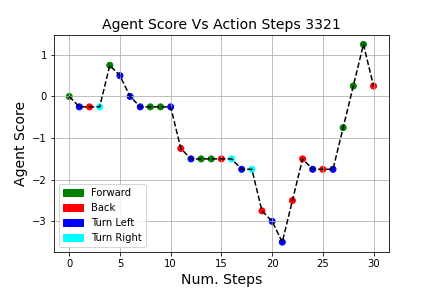 Agent Score Vs Action Steps 3321
Agent Score
1
0
−1
−2
−3
Forward
Back
Turn Left
Turn Right
0 5 10 15 20 25 30
Num. Steps